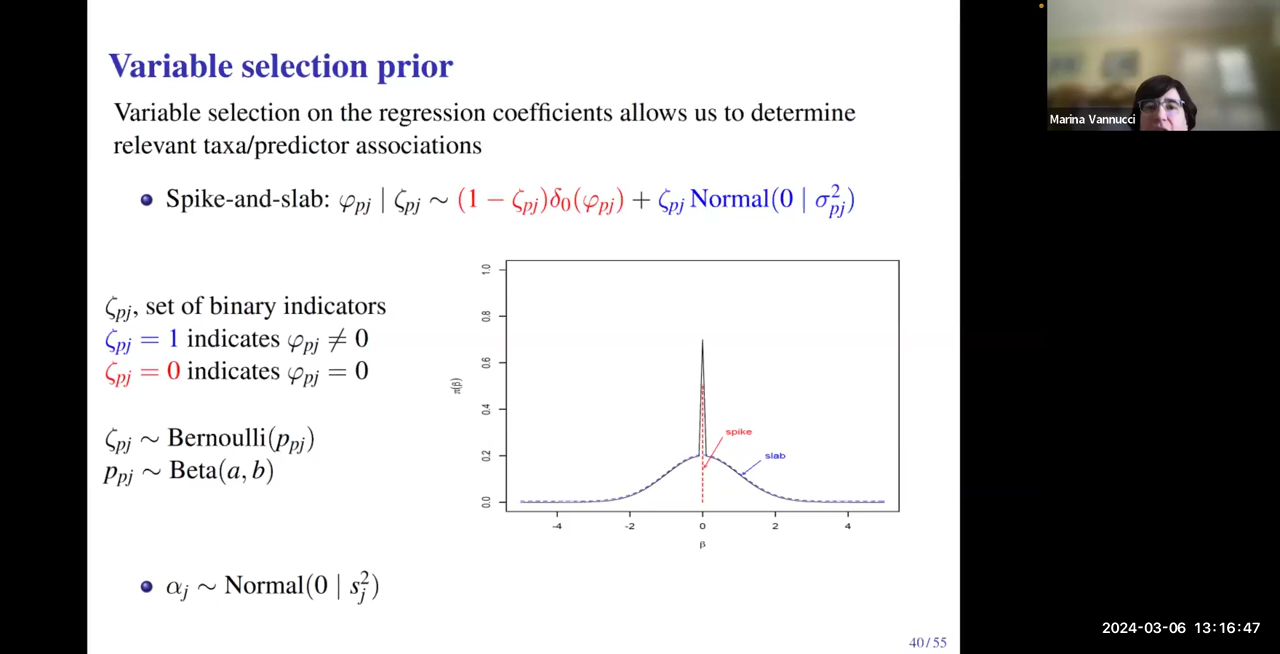 Variable selection prior
Variable selection on the regression coefficients allows us to determine
relevant taxa/predictor associations
Spike-and-slab: φpj | ζpj ∼ (1 − ζpj)δ0(φpj) + ζpj Normal(0 | σ²pj)
ζpj, set of binary indicators
ζpj = 1 indicates φpj ≠ 0
ζpj = 0 indicates φpj = 0
ζpj ∼ Bernoulli(ppj)
ppj ∼ Beta(a, b)
π(β)
1.0
0.8
0.6
0.4
0.2
0.0
spike
slab
-4 -2 0 2 4
β
αj ∼ Normal(0 | s²j)
40/55
Marina Vannucci
2024-03-06 13:16:47